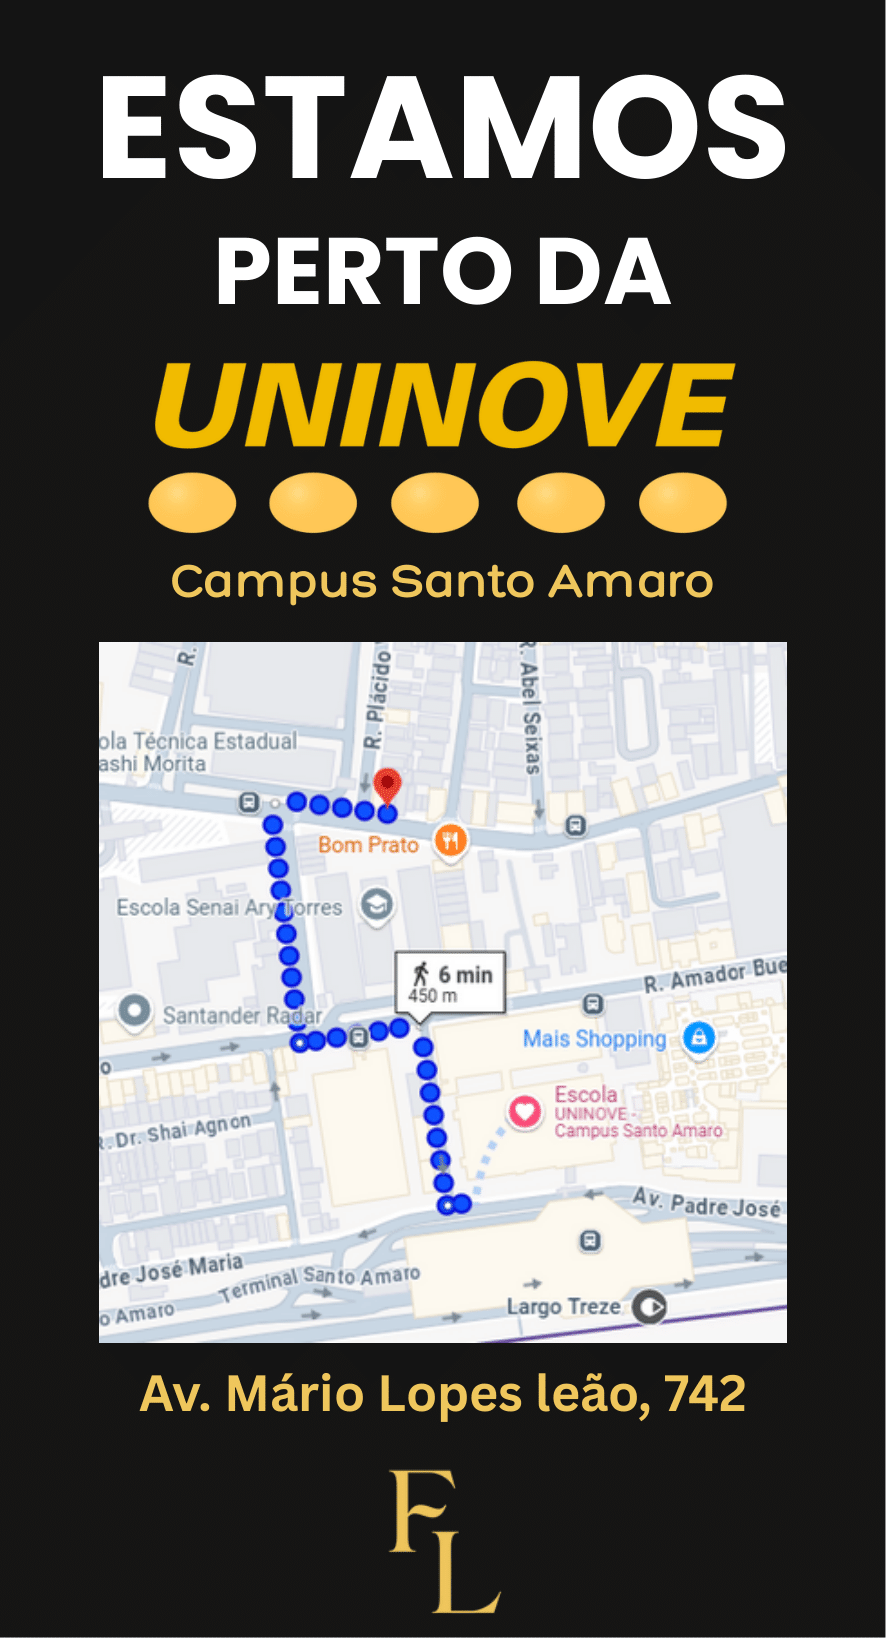 ESTAMOS
PERTO DA
UNINOVE
Campus Santo Amaro
R.
R. Plácido
R. Abel Seixas
ola Técnica Estadual
ashi Morita
Bom Prato
Escola Senai Ary Torres
6 min
450 m
R. Amador Bue
Santander Radar
Mais Shopping
o
Escola
UNINOVE -
Campus Santo Amaro
R. Dr. Shai Agnon
Av. Padre José
dre José Maria
Terminal Santo Amaro
o Amaro
Largo Treze
Av. Mário Lopes leão, 742
FL